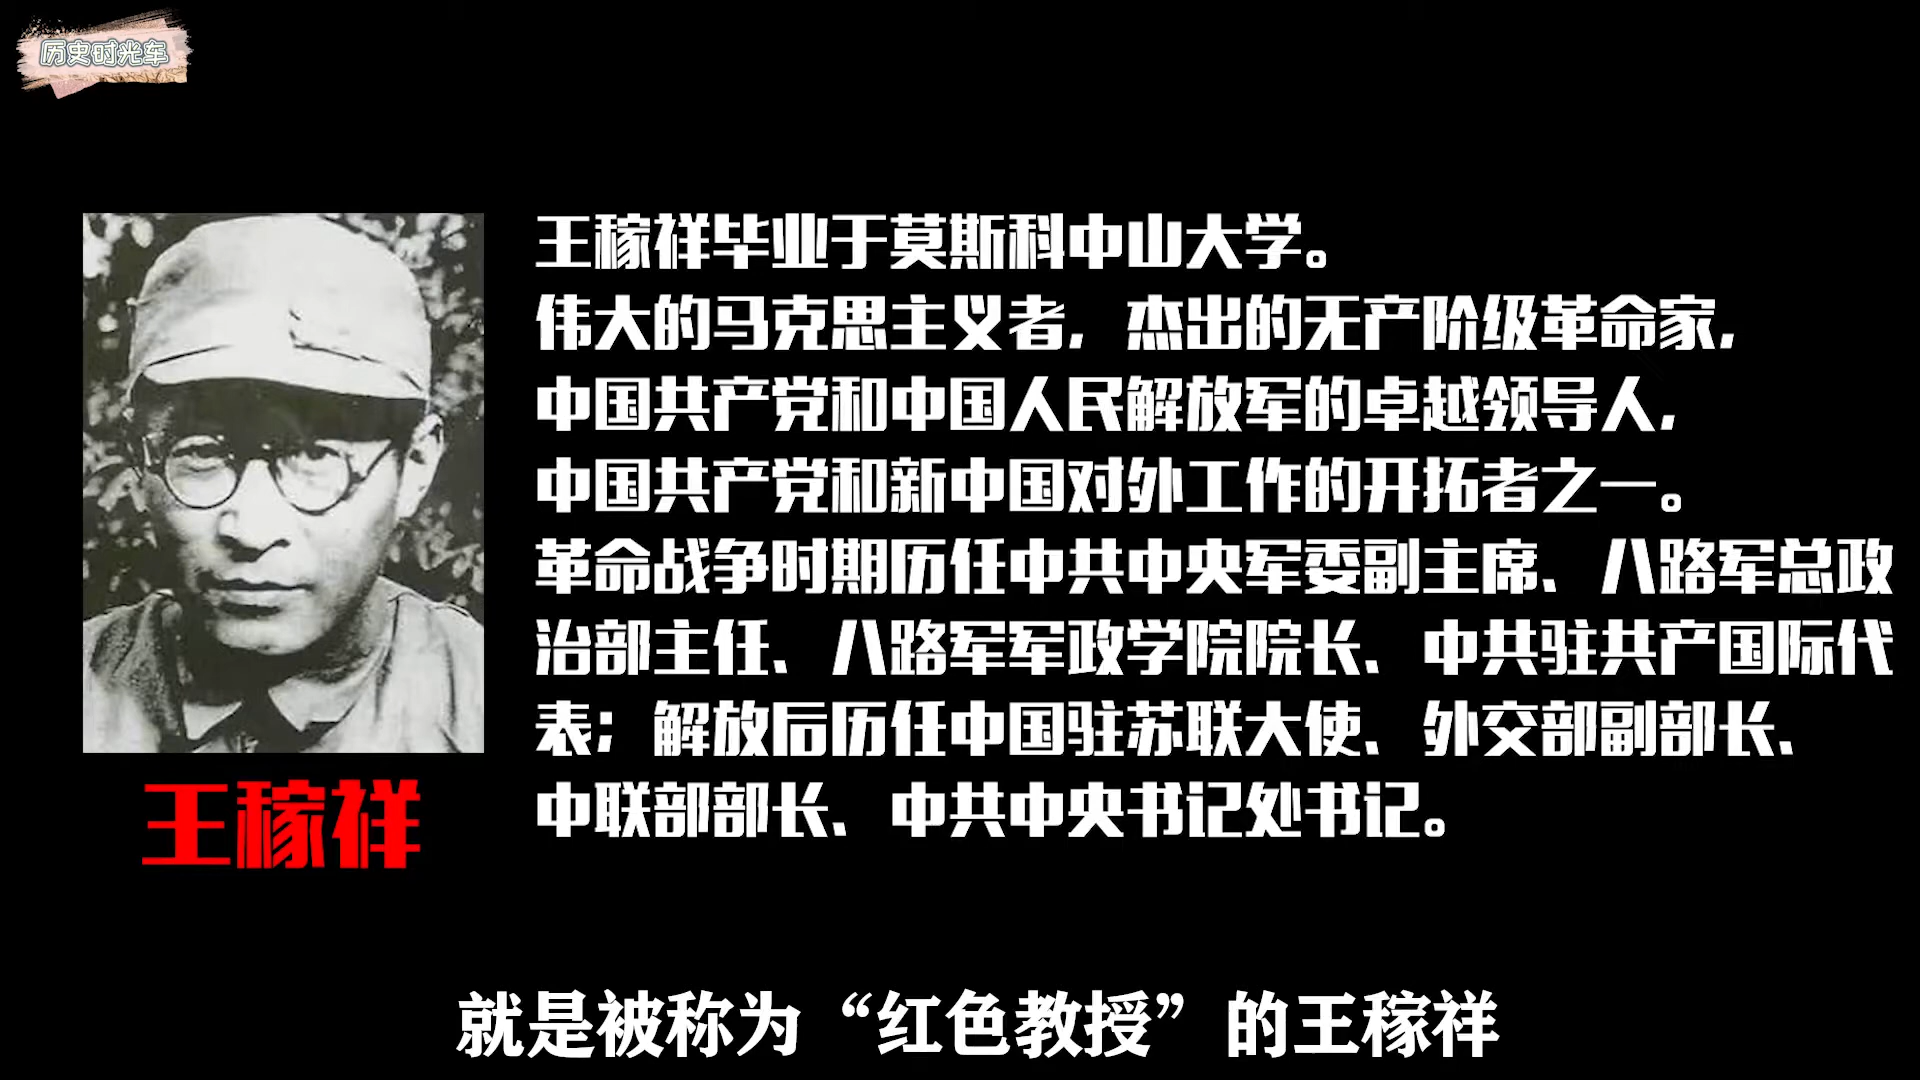 历史时光车
王稼祥毕业于莫斯科中山大学。
伟大的马克思主义者，杰出的无产阶级革命家，
中国共产党和中国人民解放军的卓越领导人，
中国共产党和新中国对外工作的开拓者之一。
革命战争时期历任中共中央军委副主席、八路军总政
治部主任、八路军军政学院院长、中共驻共产国际代
表；解放后历任中国驻苏联大使、外交部副部长、
中联部部长、中共中央书记处书记。
王稼祥
就是被称为“红色教授”的王稼祥